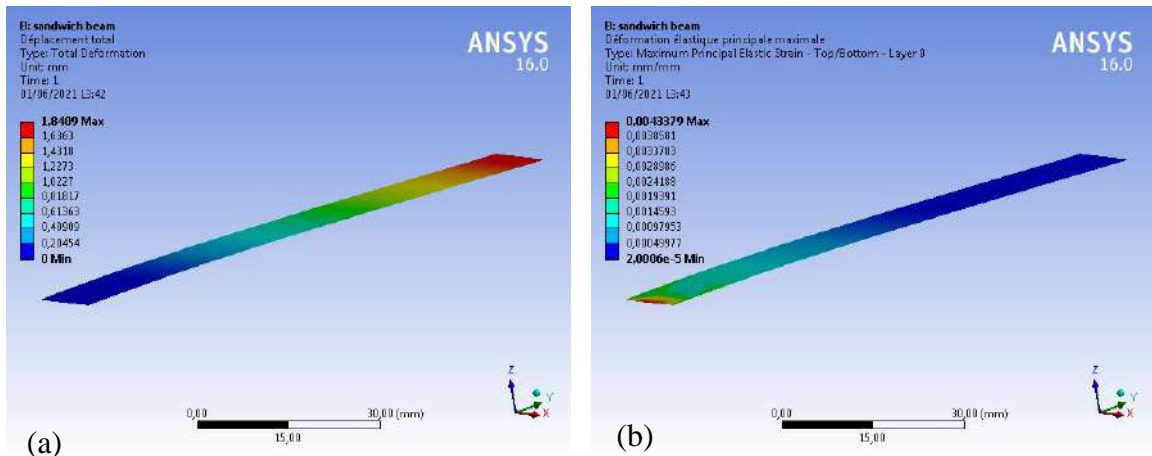 B: sandwich beam
Déplacement total
Type: Total Deformation
Unit: mm
Time: 1
01/06/2021 13:42
ANSYS
16.0
1,8409 Max
1,6363
1,4318
1,2273
1,0227
0,81817
0,61363
0,40909
0,20454
0 Min
0,00
30,00 (mm)
15,00
Z
Y
X
(a)
B: sandwich beam
Déformation élastique principale maximale
Type: Maximum Principal Elastic Strain - Top/Bottom - Layer 0
Unit: mm/mm
Time: 1
01/06/2021 13:43
ANSYS
16.0
0,0043379 Max
0,0038581
0,0033783
0,0028986
0,0024188
0,0019391
0,0014593
0,00097953
0,00049977
2,0006e-5 Min
0,00
30,00 (mm)
15,00
Z
Y
X
(b)